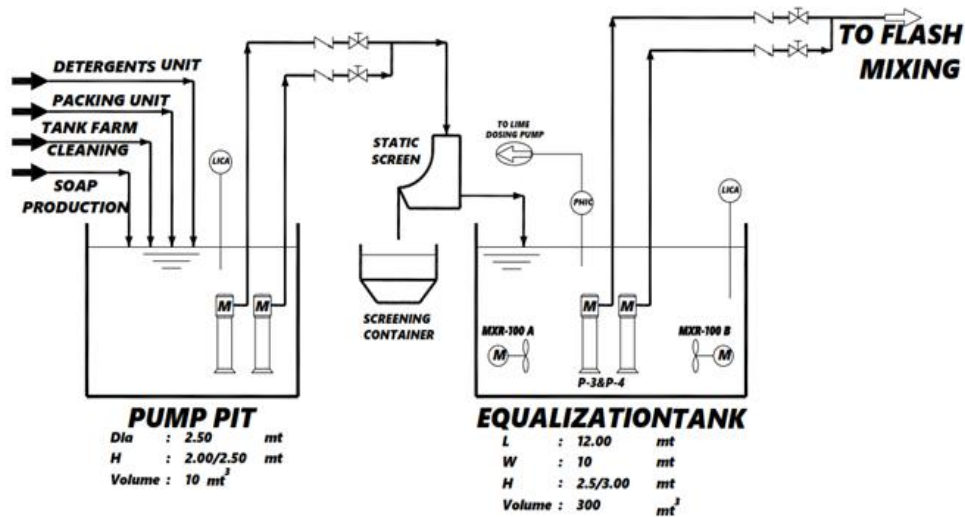 DETERGENTS UNIT
PACKING UNIT
TANK FARM
CLEANING
SOAP
PRODUCTION
LICA
M
M
STATIC
SCREEN
SCREENING
CONTAINER
TO LIME
DOSING PUMP
PHIC
LICA
TO FLASH
MIXING
M
M
MXR-100 A
M
MXR-100 B
M
P-3&P-4
PUMP PIT
Dia : 2.50 mt
H : 2.00/2.50 mt
Volume : 10 mt³
EQUALIZATIONTANK
L : 12.00 mt
W : 10 mt
H : 2.5/3.00 mt
Volume : 300 mt³